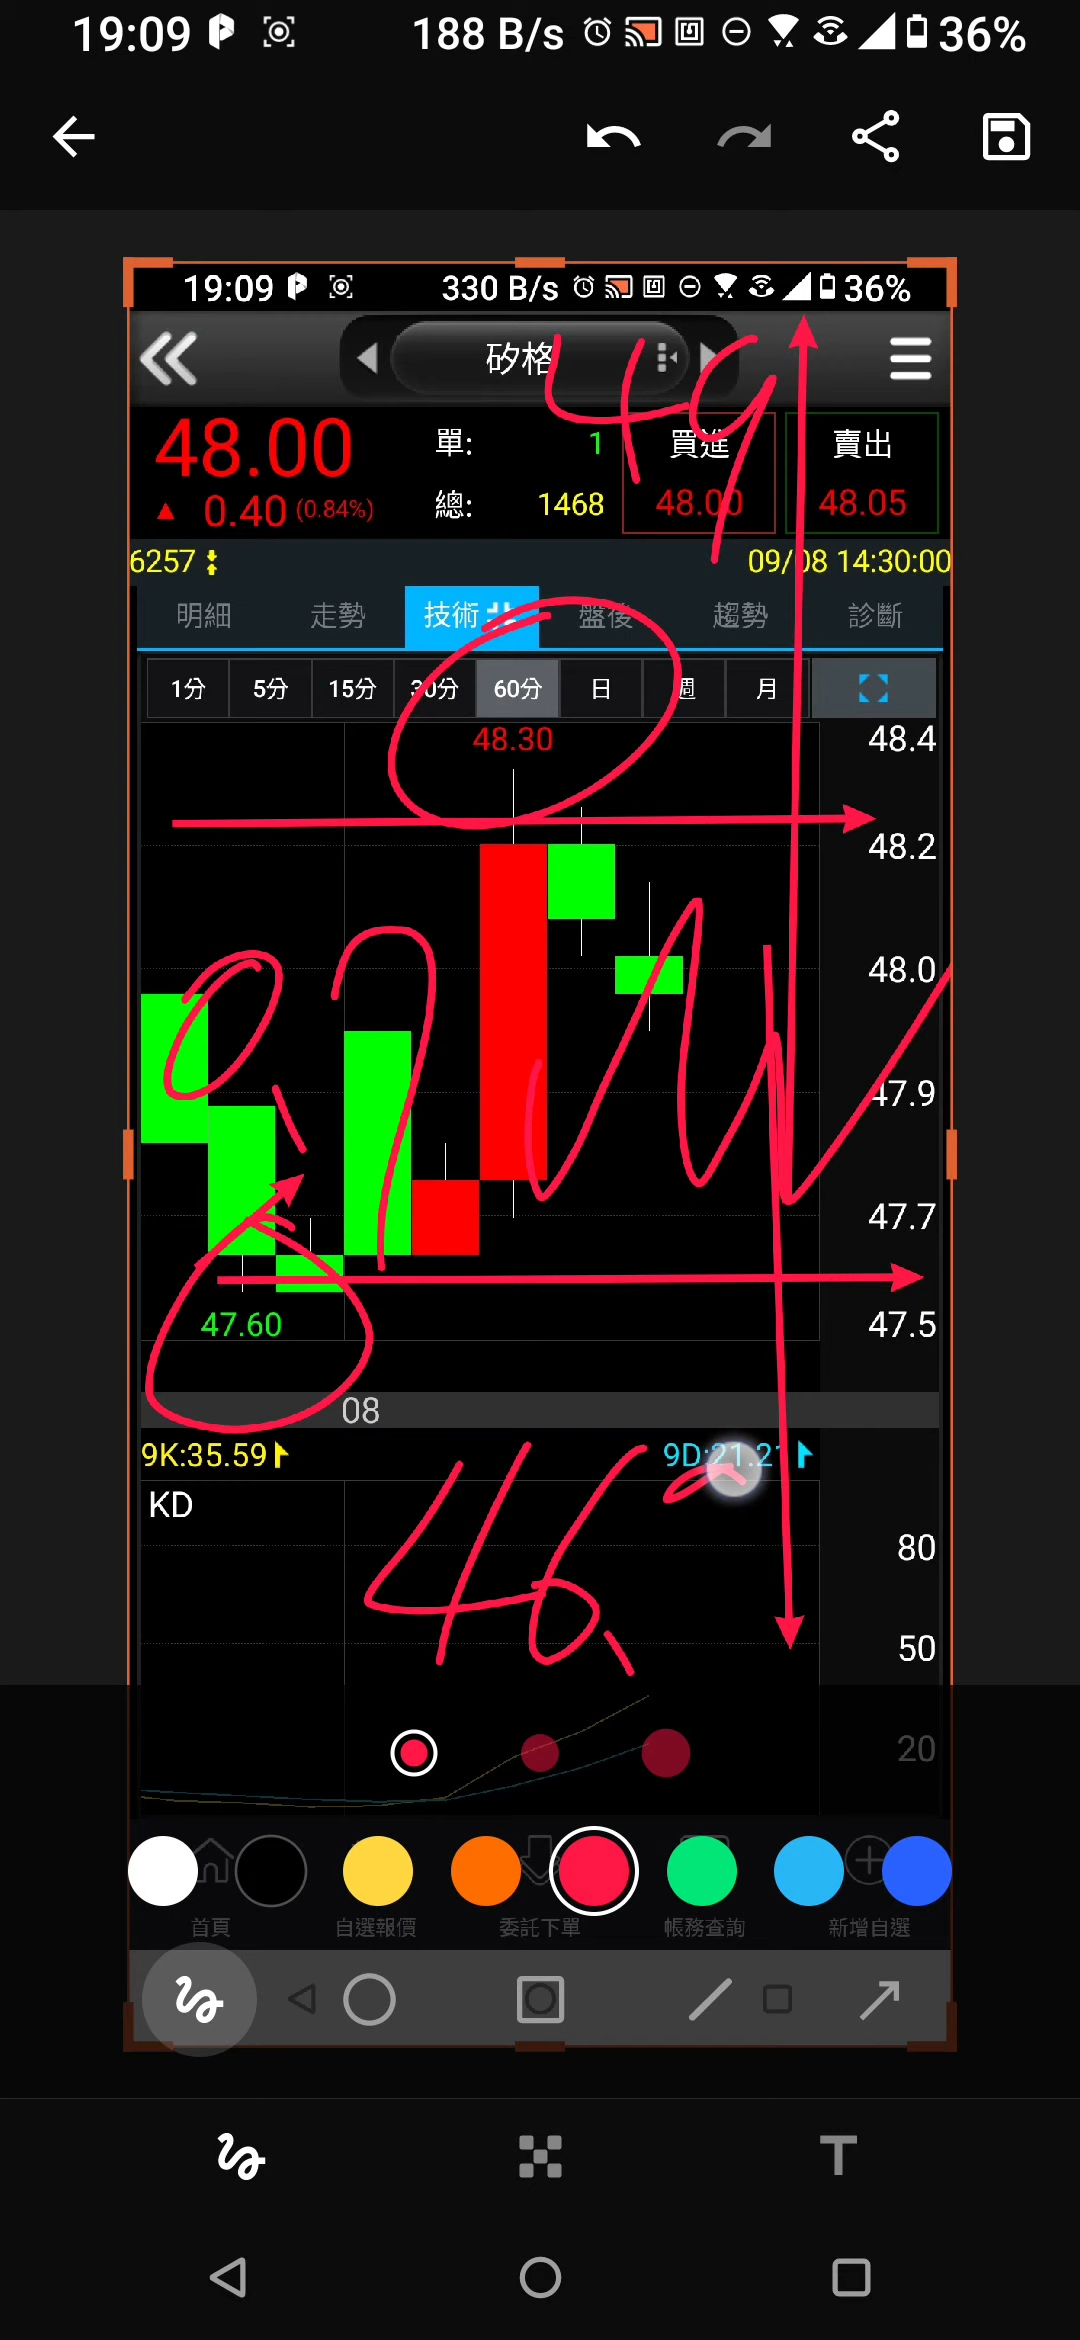 19:09 188 B/s 36%
19:09 330 B/s 36%
矽格
49
48.00 單: 1 買進 賣出
▲ 0.40 (0.84%) 總: 1468 48.00 48.05
6257 09/08 14:30:00
明細 走勢 技術 盤後 趨勢 診斷
1分 5分 15分 30分 60分 日 週 月
48.30 48.4
48.2
48.0
0.7
47.9
47.7
47.60 47.5
08
9K:35.59 9D:21.21
KD
46.
80
50
20
首頁 自選報價 委託下單 帳務查詢 新增自選
T